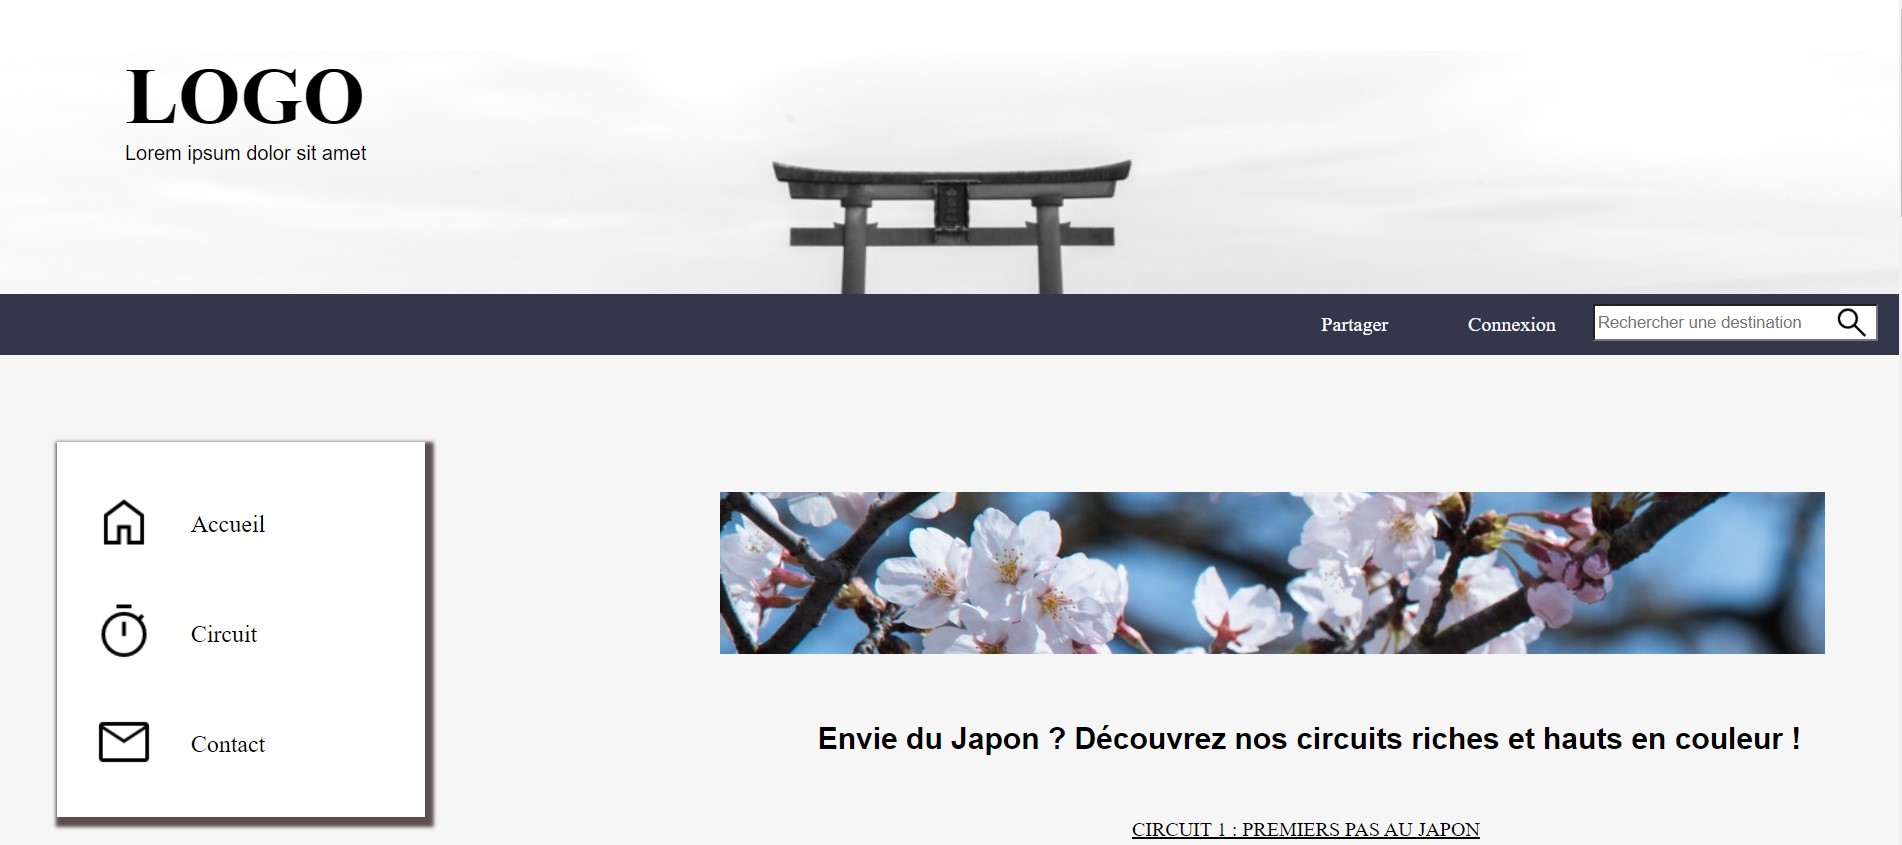 LOGO
Lorem ipsum dolor sit amet
Partager
Connexion
Rechercher une destination
Accueil
Circuit
Contact
Envie du Japon ? Découvrez nos circuits riches et hauts en couleur !
CIRCUIT 1 : PREMIERS PAS AU JAPON